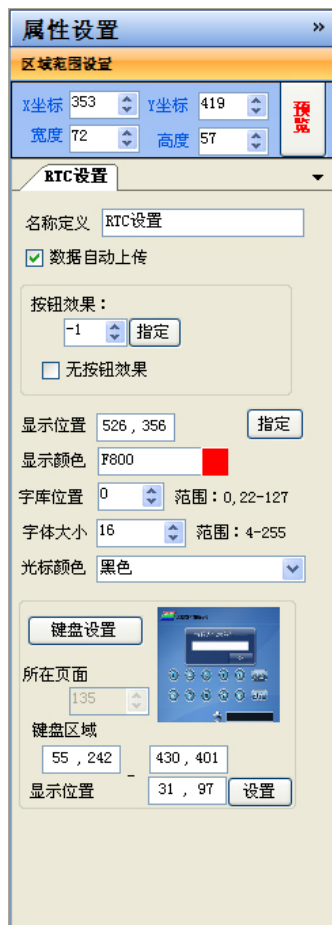 属性设置 »
区域范围设置
X坐标 353 Y坐标 419 预览
宽度 72 高度 57
RTC设置
名称定义 RTC设置
数据自动上传
按钮效果：
-1 指定
无按钮效果
显示位置 526 , 356 指定
显示颜色 F800
字库位置 0 范围：0,22-127
字体大小 16 范围：4-255
光标颜色 黑色
键盘设置
所在页面
135
键盘区域
55 , 242 - 430 , 401
显示位置 31 , 97 设置